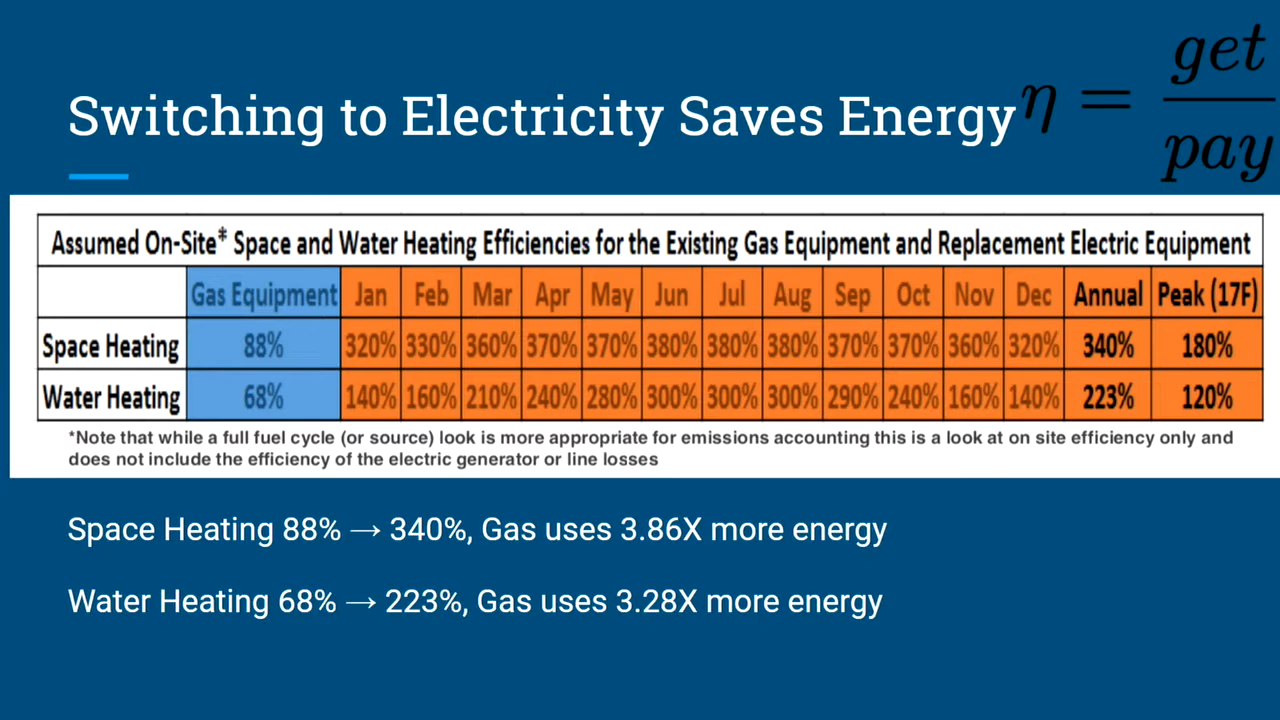 Switching to Electricity Saves Energy
η = get/pay
Assumed On-Site* Space and Water Heating Efficiencies for the Existing Gas Equipment and Replacement Electric Equipment
Gas Equipment Jan Feb Mar Apr May Jun Jul Aug Sep Oct Nov Dec Annual Peak (17F)
Space Heating 88% 320% 330% 360% 370% 370% 380% 380% 380% 370% 370% 360% 320% 340% 180%
Water Heating 68% 140% 160% 210% 240% 280% 300% 300% 300% 290% 240% 160% 140% 223% 120%
*Note that while a full fuel cycle (or source) look is more appropriate for emissions accounting this is a look at on site efficiency only and
does not include the efficiency of the electric generator or line losses
Space Heating 88% → 340%, Gas uses 3.86X more energy
Water Heating 68% → 223%, Gas uses 3.28X more energy